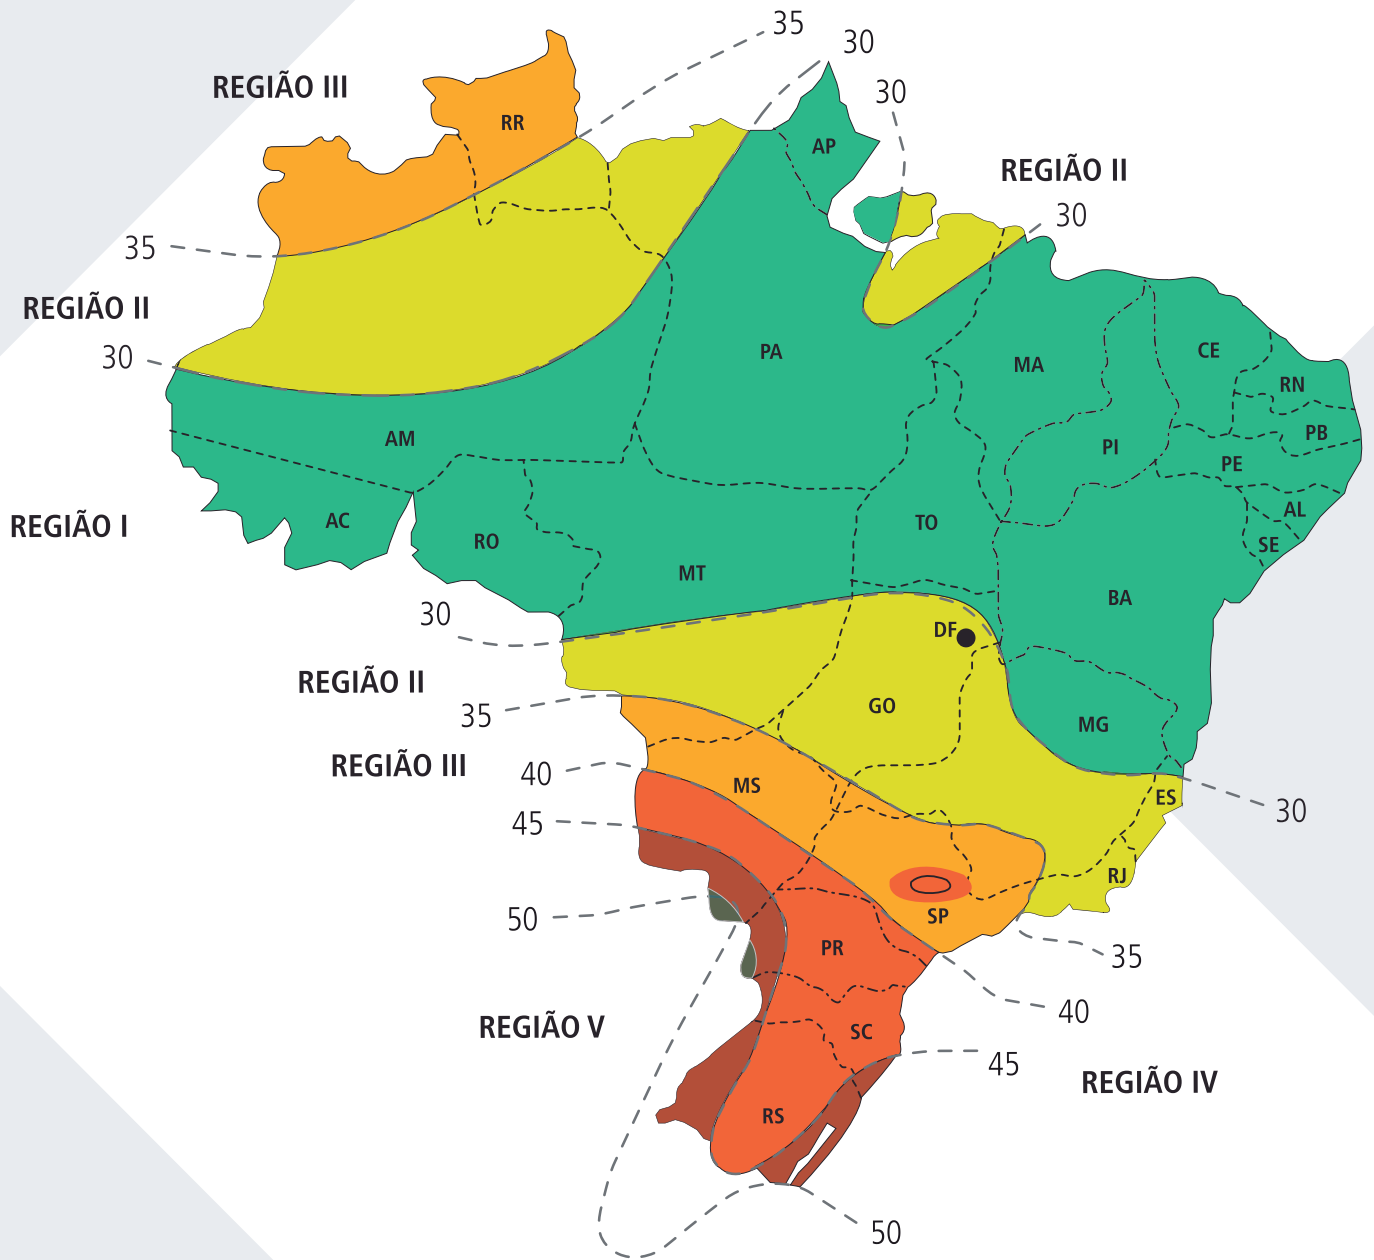 35
30
REGIÃO III
30
RR
AP
REGIÃO II
30
35
REGIÃO II
30
PA
CE
MA
RN
AM
PB
PI
PE
AL
REGIÃO I
AC
TO
RO
SE
MT
BA
30
DF
REGIÃO II
GO
35
MG
REGIÃO III
40
MS
ES
30
45
RJ
50
SP
PR
35
40
REGIÃO V
SC
45
REGIÃO IV
RS
50